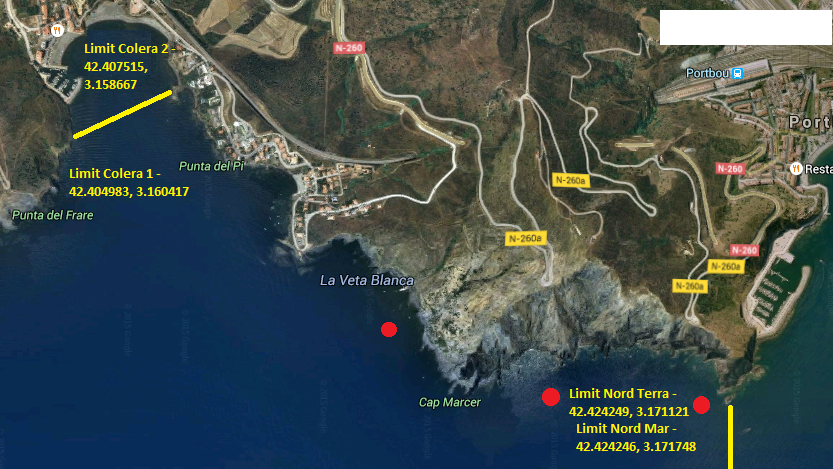 N-260
Limit Colera 2 -
42.407515,
3.158667
Portbou
Port
Limit Colera 1 -
42.404983, 3.160417
Punta del Pi
Punta del Frare
N-260a
N-260
Resta
N-260a
N-260
N-260a
N-260a
La Veta Blanca
Cap Marcer
Limit Nord Terra -
42.424249, 3.171121
Limit Nord Mar -
42.424246, 3.171748